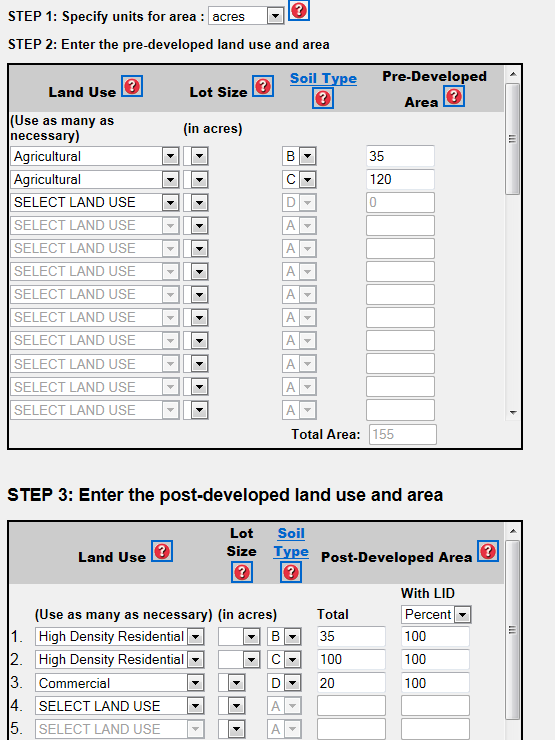 STEP 1: Specify units for area : acres ?
STEP 2: Enter the pre-developed land use and area
Land Use ? Lot Size ? Soil Type ? Pre-Developed Area ?
(Use as many as necessary) (in acres)
Agricultural B 35
Agricultural C 120
SELECT LAND USE D 0
SELECT LAND USE A
SELECT LAND USE A
SELECT LAND USE A
SELECT LAND USE A
SELECT LAND USE A
SELECT LAND USE A
SELECT LAND USE A
SELECT LAND USE A
SELECT LAND USE A
Total Area: 155
STEP 3: Enter the post-developed land use and area
Land Use ? Lot Size ? Soil Type ? Post-Developed Area ?
With LID
(Use as many as necessary) (in acres) Total Percent
1. High Density Residential B 35 100
2. High Density Residential C 100 100
3. Commercial D 20 100
4. SELECT LAND USE A
5. SELECT LAND USE A